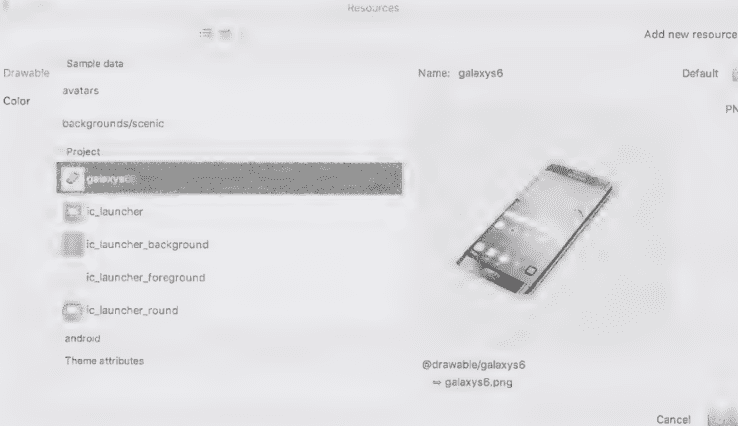 Resources
Add new resource
Drawable
Color
Sample data
avatars
backgrounds/scenic
Project
galaxys6
ic_launcher
ic_launcher_background
ic_launcher_foreground
ic_launcher_round
android
Theme attributes
Name: galaxys6
Default
PN
@drawable/galaxys6
⇨ galaxys6.png
Cancel